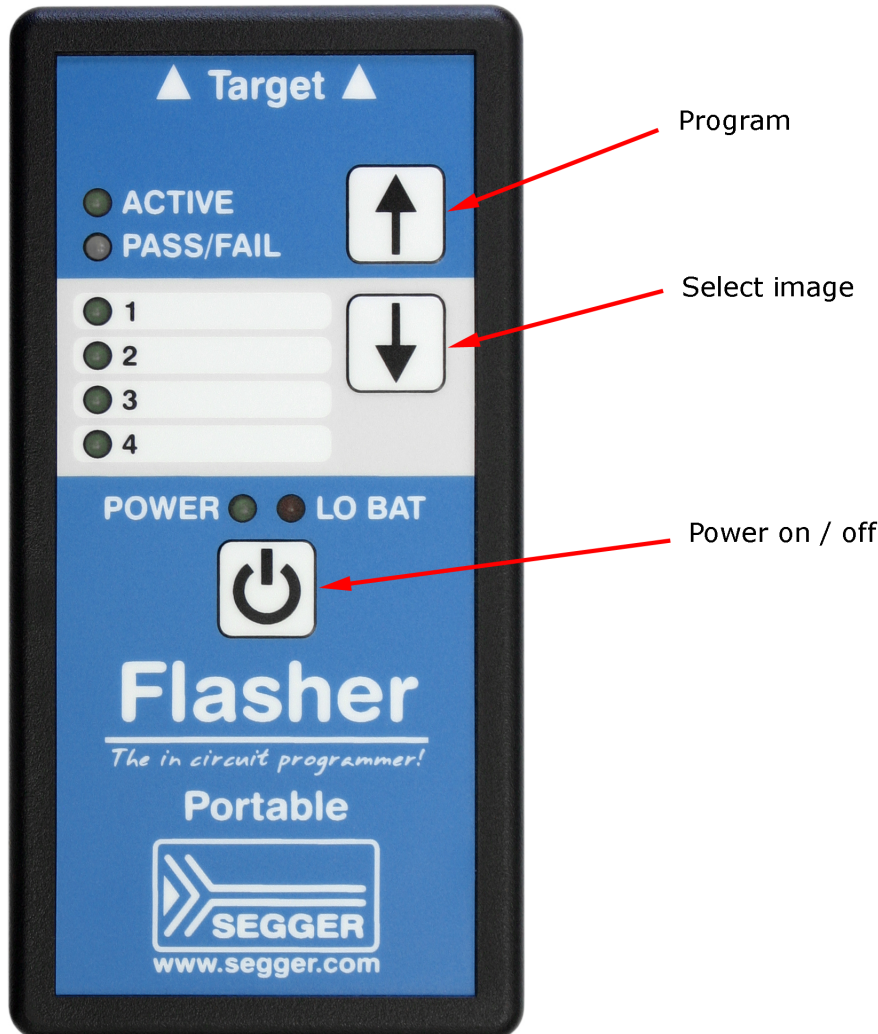 Target
Program
ACTIVE
PASS/FAIL
Select image
1
2
3
4
POWER LO BAT
Power on / off
Flasher
The in circuit programmer!
Portable
SEGGER
www.segger.com